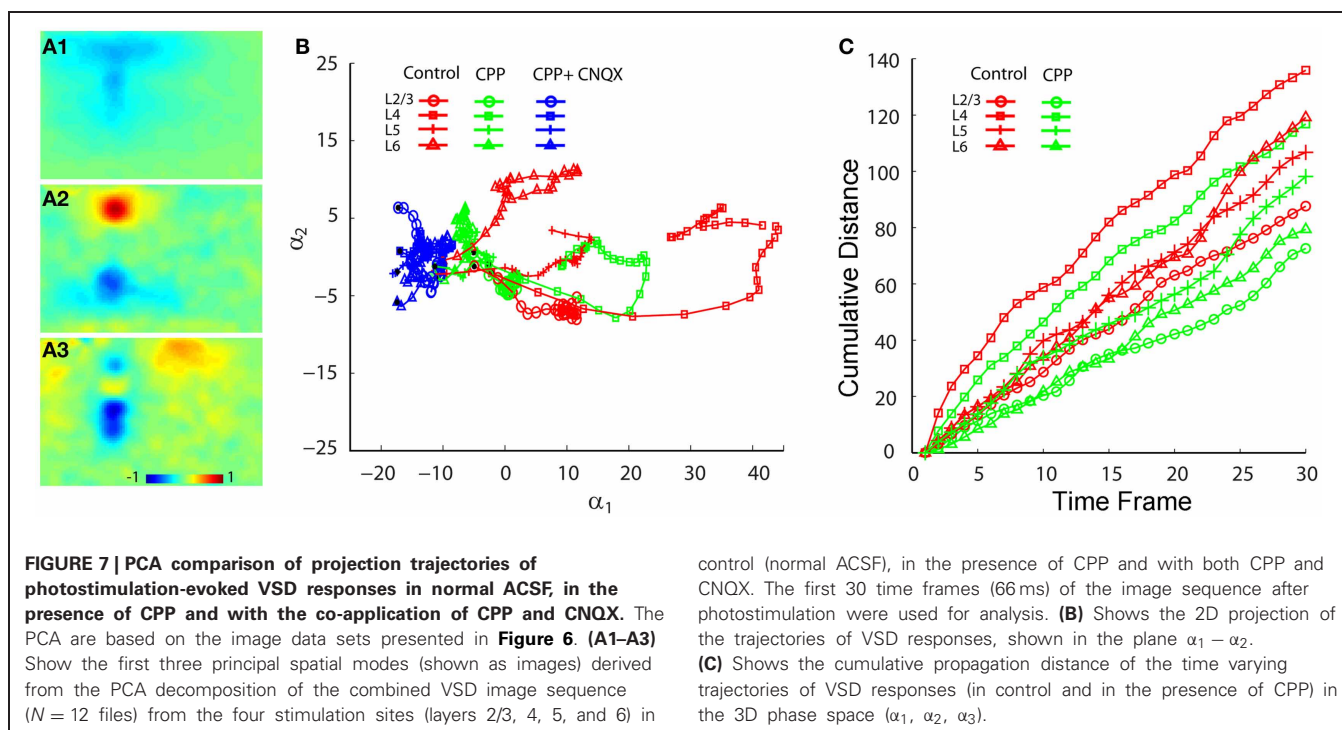 A1
A2
A3
-1 1
B
25
15
5
−5
−15
−25
α2
Control CPP CPP+ CNQX
L2/3
L4
L5
L6
−20 −10 0 10 20 30 40
α1
C
140
120
100
80
60
40
20
0
Cumulative Distance
Control CPP
L2/3
L4
L5
L6
5 10 15 20 25 30
Time Frame
FIGURE 7 | PCA comparison of projection trajectories of
photostimulation-evoked VSD responses in normal ACSF, in the
presence of CPP and with the co-application of CPP and CNQX. The
PCA are based on the image data sets presented in Figure 6. (A1–A3)
Show the first three principal spatial modes (shown as images) derived
from the PCA decomposition of the combined VSD image sequence
(N = 12 files) from the four stimulation sites (layers 2/3, 4, 5, and 6) in
control (normal ACSF), in the presence of CPP and with both CPP and
CNQX. The first 30 time frames (66 ms) of the image sequence after
photostimulation were used for analysis. (B) Shows the 2D projection of
the trajectories of VSD responses, shown in the plane α1 − α2.
(C) Shows the cumulative propagation distance of the time varying
trajectories of VSD responses (in control and in the presence of CPP) in
the 3D phase space (α1, α2, α3).